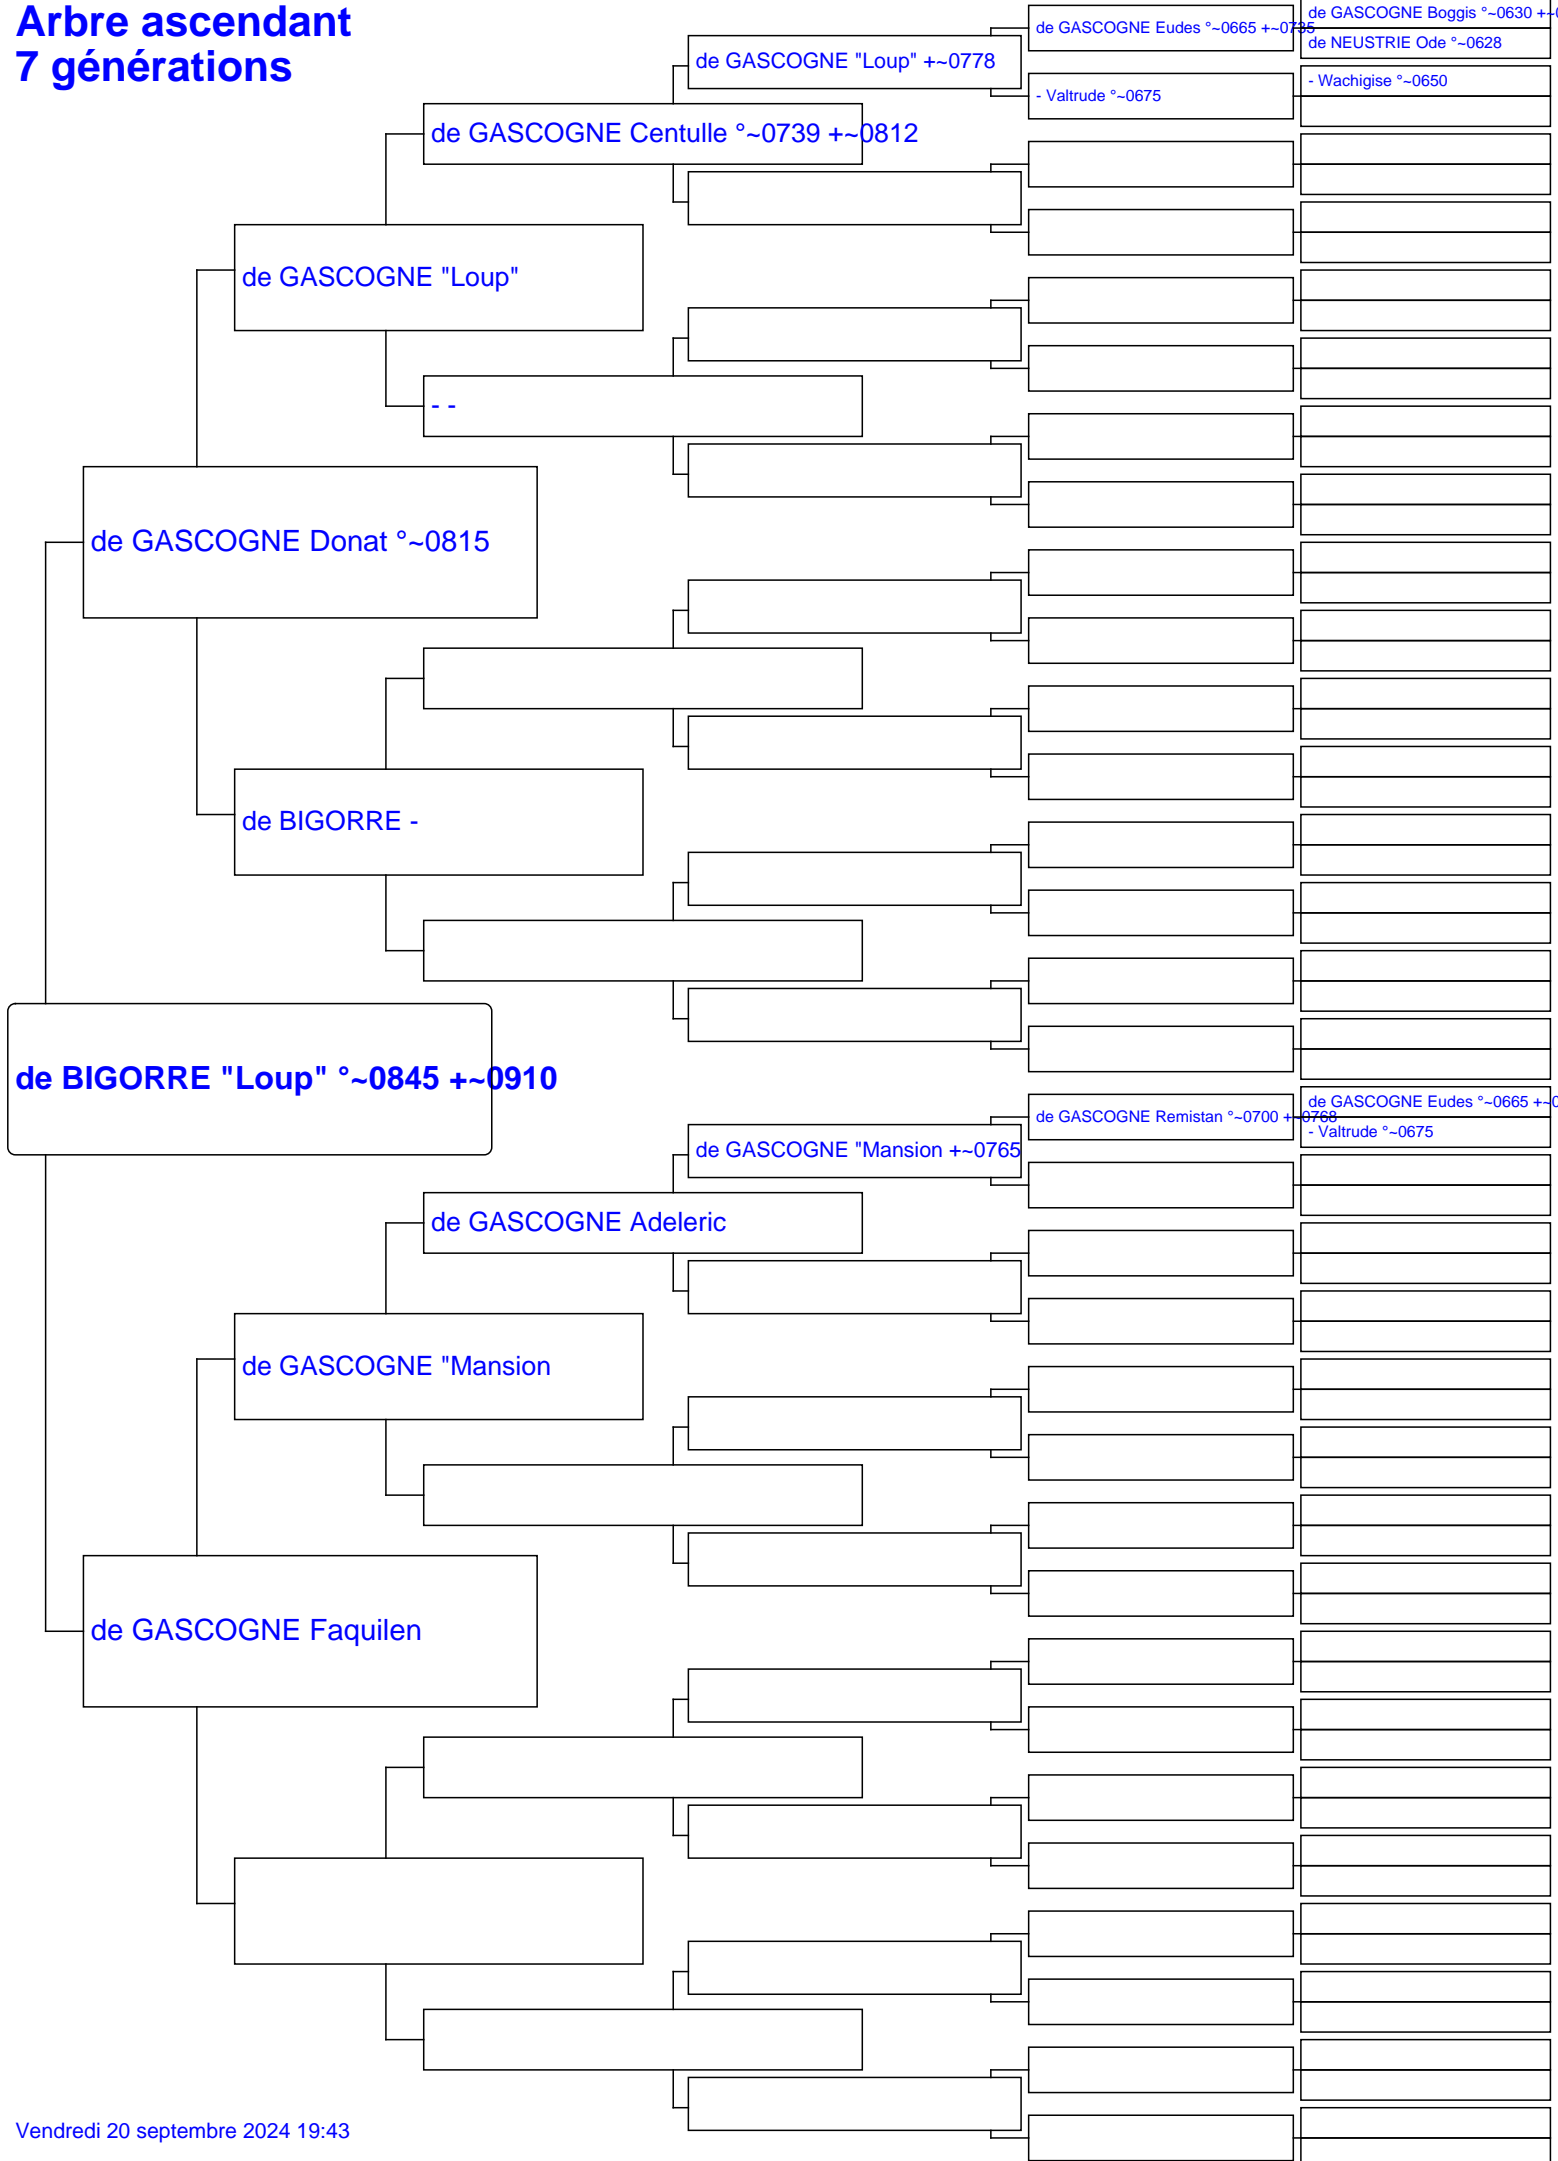 Arbre ascendant
7 générations
de GASCOGNE Boggis °~0630 +~0
de GASCOGNE Eudes °~0665 +~0735
de NEUSTRIE Ode °~0628
de GASCOGNE "Loup" +~0778
- Wachigise °~0650
- Valtrude °~0675
de GASCOGNE Centulle °~0739 +~0812
de GASCOGNE "Loup"
- -
de GASCOGNE Donat °~0815
de BIGORRE -
de BIGORRE "Loup" °~0845 +~0910
de GASCOGNE Eudes °~0665 +~0
de GASCOGNE Remistan °~0700 +~0768
- Valtrude °~0675
de GASCOGNE "Mansion +~0765
de GASCOGNE Adeleric
de GASCOGNE "Mansion
de GASCOGNE Faquilen
Vendredi 20 septembre 2024 19:43